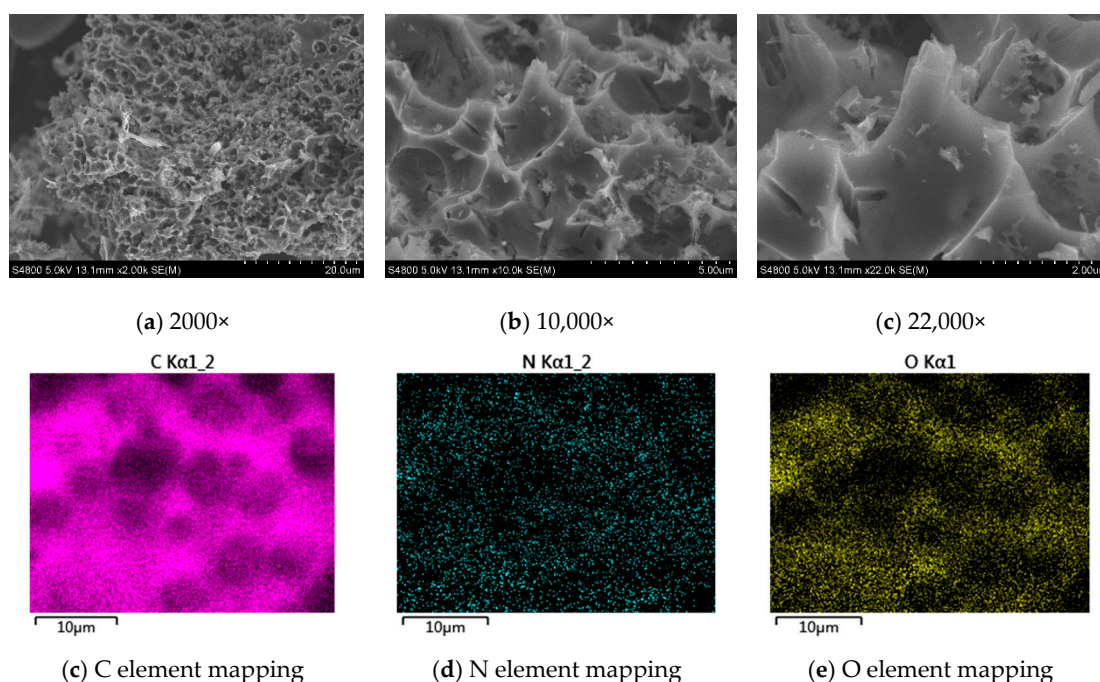 S4800 5.0kV 13.1mm x2.00k SE(M) 20.0um
S4800 5.0kV 13.1mm x10.0k SE(M) 5.00um
S4800 5.0kV 13.1mm x22.0k SE(M) 2.00um
(a) 2000× (b) 10,000× (c) 22,000×
C Kα1_2 N Kα1_2 O Kα1
10μm 10μm 10μm
(c) C element mapping (d) N element mapping (e) O element mapping